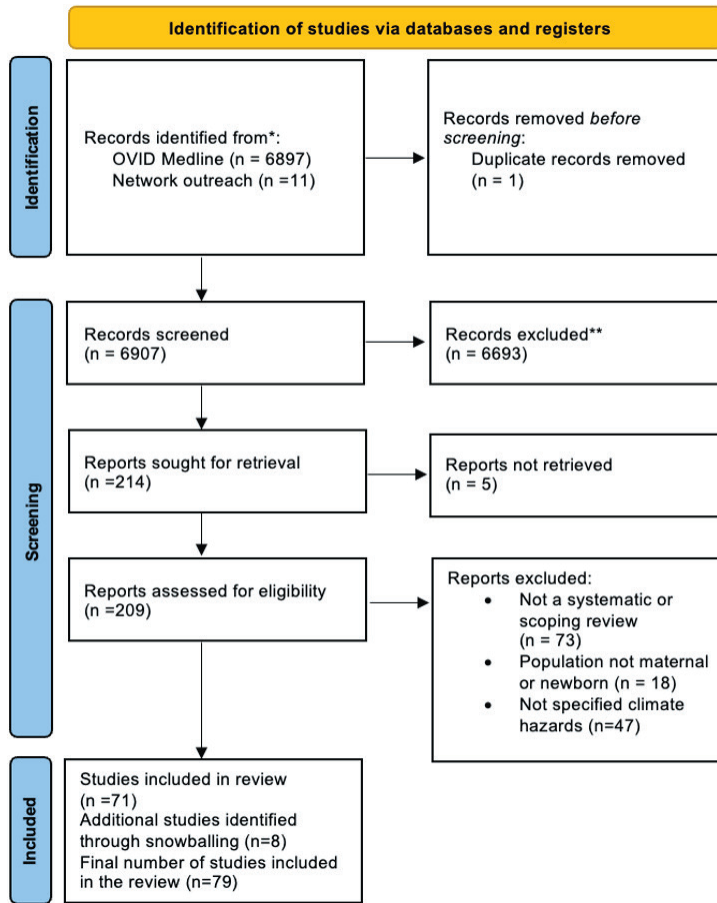 Identification of studies via databases and registers
Identification
Records identified from*:
OVID Medline (n = 6897)
Network outreach (n =11)
Records removed before
screening:
Duplicate records removed
(n = 1)
Screening
Records screened
(n = 6907)
Records excluded**
(n = 6693)
Reports sought for retrieval
(n =214)
Reports not retrieved
(n = 5)
Reports assessed for eligibility
(n =209)
Reports excluded:
• Not a systematic or
scoping review
(n = 73)
• Population not maternal
or newborn (n = 18)
• Not specified climate
hazards (n=47)
Included
Studies included in review
(n =71)
Additional studies identified
through snowballing (n=8)
Final number of studies included
in the review (n=79)